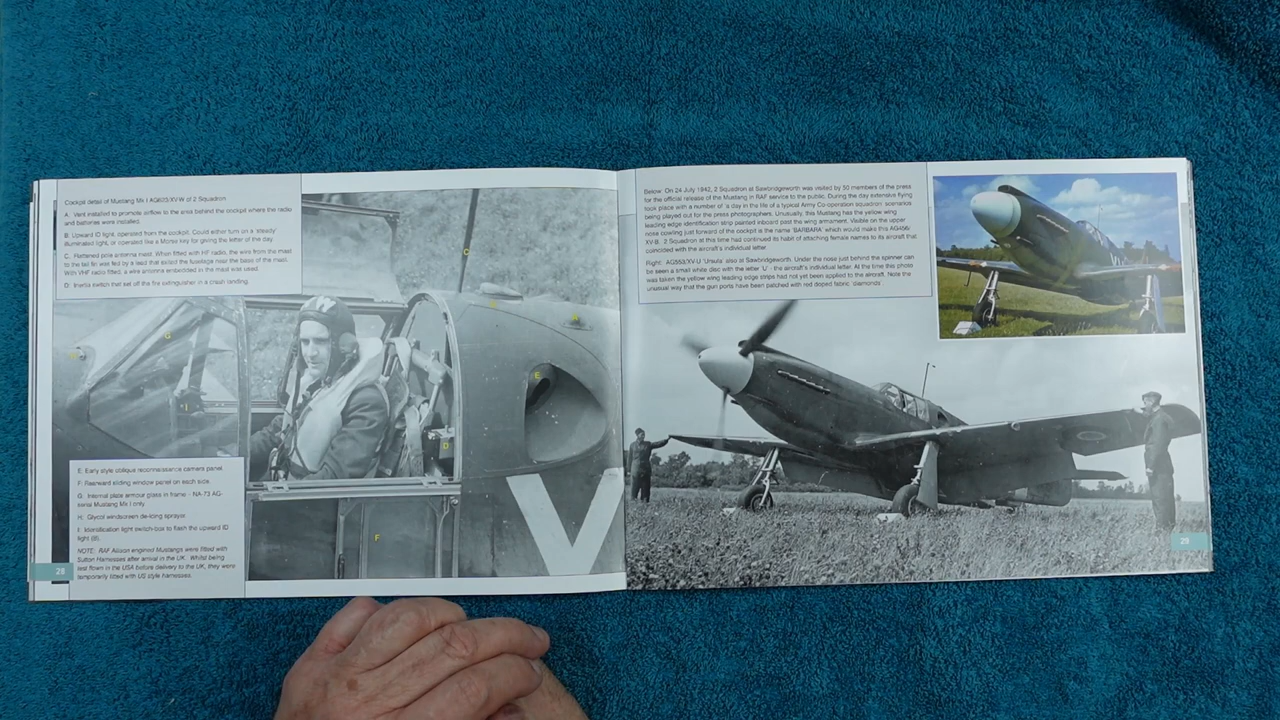 Cockpit detail of Mustang Mk I AG623/XV-W of 2 Squadron.
A: Vent installed to promote airflow to the area behind the cockpit where the radio
and batteries were installed.
B: Upward ID light, operated from the cockpit. Could either turn on a 'steady'
illuminated light, or operated like a Morse key for giving the letter of the day.
C: Flattened pole antenna mast. When fitted with HF radio, the wire from the mast
to the tail fin was fed by a lead that exited the fuselage near the base of the mast.
With VHF radio fitted, a wire antenna embedded in the mast was used.
D: Inertia switch that set off the fire extinguisher in a crash landing.
C
G
H
I
A
E
D
F
V
E: Early style oblique reconnaissance camera panel.
F: Rearward sliding window panel on each side.
G: Internal plate armour glass in frame - NA-73 AG-
serial Mustang Mk I only
H: Glycol windscreen de-icing sprayer.
I: Identification light switch-box to flash the upward ID
light (B).
NOTE: RAF Allison engined Mustangs were fitted with
Sutton Harnesses after arrival in the UK. Whilst being
test flown in the USA before delivery to the UK, they were
temporarily fitted with US style harnesses.
28
Below: On 24 July 1942, 2 Squadron at Sawbridgeworth was visited by 50 members of the press
for the official release of the Mustang in RAF service to the public. During the day extensive flying
took place with a number of 'a day in the life of a typical Army Co-operation squadron' scenarios
being played out for the press photographers. Unusually, this Mustang has the yellow wing
leading edge identification strip painted inboard past the wing armament. Visible on the upper
nose cowling just forward of the cockpit is the name 'BARBARA' which would make this
XV-B. 2 Squadron at this time had continued its habit of attaching female names to its aircraft that
coincided with the aircraft's individual letter.
Right: AG550/XV-U 'Ursula' also at Sawbridgeworth. Under the nose just behind the spinner can
be seen a small white disc with the letter 'U' - the aircraft's individual letter. At the time this photo
was taken the yellow wing leading edge strips had not yet been applied to the aircraft. Note the
unusual way that the gun ports have been patched with red doped fabric 'diamonds'.
29